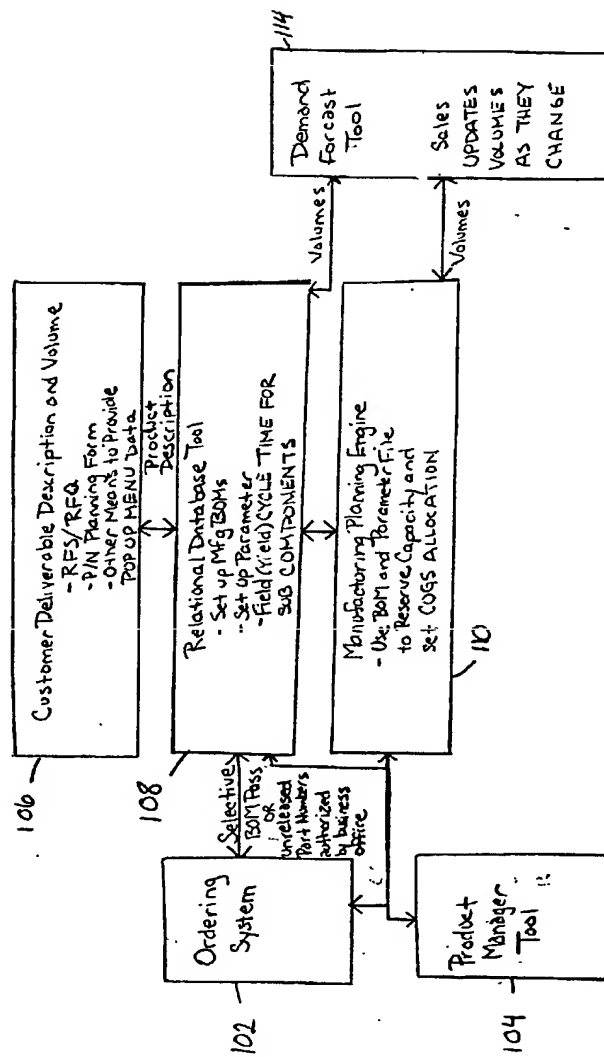 Customer Deliverable Description and Volume
- RFS/RFQ
- P/N Planning Form
- Other Means to Provide
POP UP MENU Data
106
Product
Description
Relational Database Tool
- Set up Mfg BOMs
- Set up Parameter
- Field (Yield) CYCLE TIME FOR
SUB COMPONENTS
108
Manufacturing Planning Engine
- Use BOM and Parameter File
to Reserve Capacity and
Set COGS ALLOCATION
110
Demand
Forcast
Tool
Sales
UPDATES
VOLUMES
AS THEY
CHANGE
114
Volumes
Volumes
Ordering
System
102
Selective
BOM Pass
OR
unreleased
Part Numbers
authorized
by business
office
Product
Manager
Tool
104